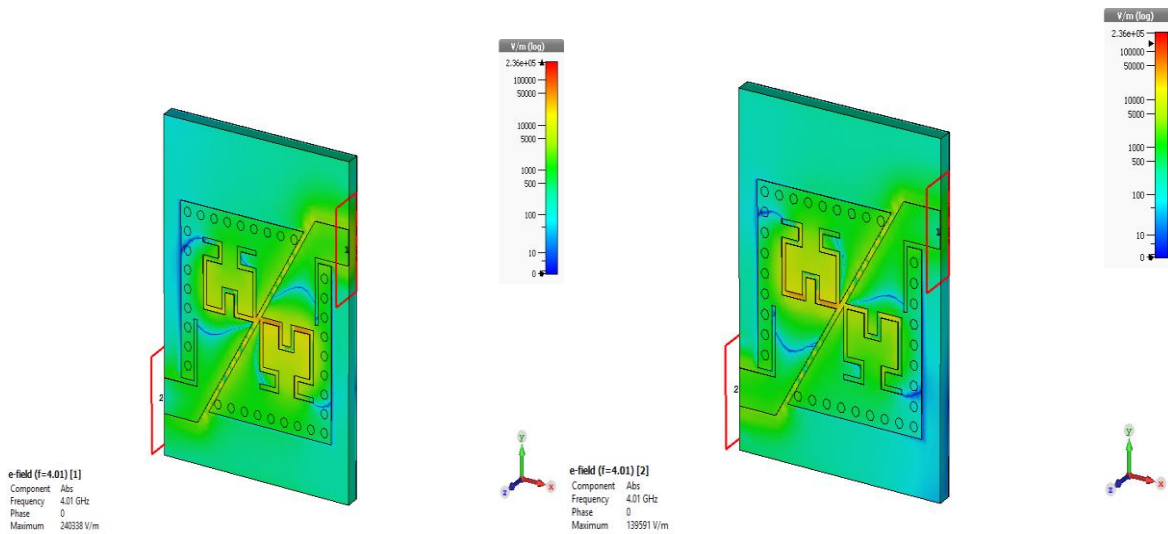 V/m (log)
2.36e+05
100000
50000
10000
5000
1000
500
100
10
0
1
2
y
x
z
e-field (f=4.01) [1]
Component Abs
Frequency 4.01 GHz
Phase 0
Maximum 240338 V/m
V/m (log)
2.36e+05
100000
50000
10000
5000
1000
500
100
10
0
1
2
y
x
z
e-field (f=4.01) [2]
Component Abs
Frequency 4.01 GHz
Phase 0
Maximum 139591 V/m